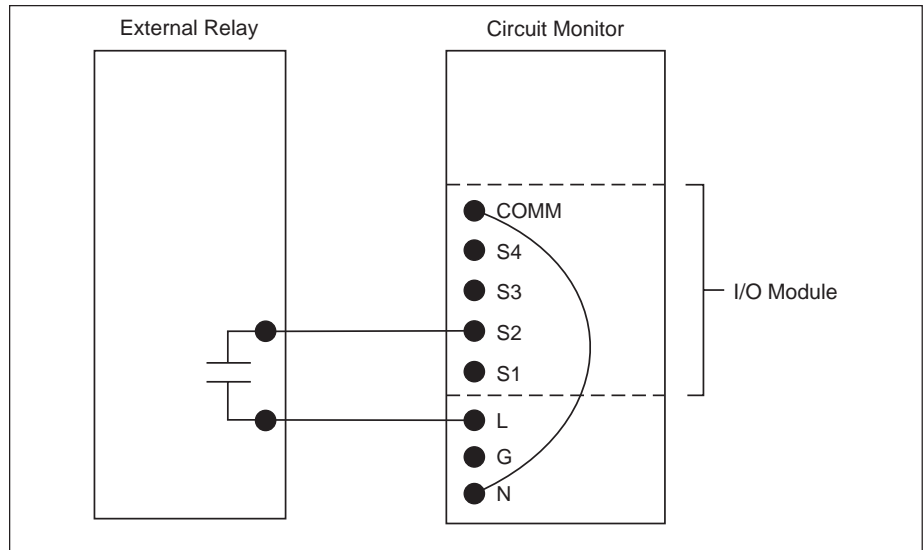 External Relay
Circuit Monitor
COMM
S4
S3
S2
S1
L
G
N
I/O Module